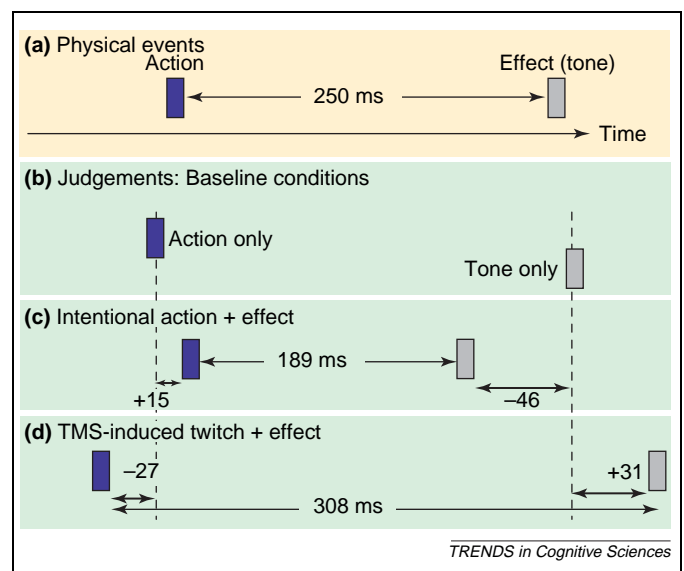 (a) Physical events
Action Effect (tone)
250 ms
Time
(b) Judgements: Baseline conditions
Action only
Tone only
(c) Intentional action + effect
189 ms
+15
–46
(d) TMS-induced twitch + effect
–27
+31
308 ms
TRENDS in Cognitive Sciences